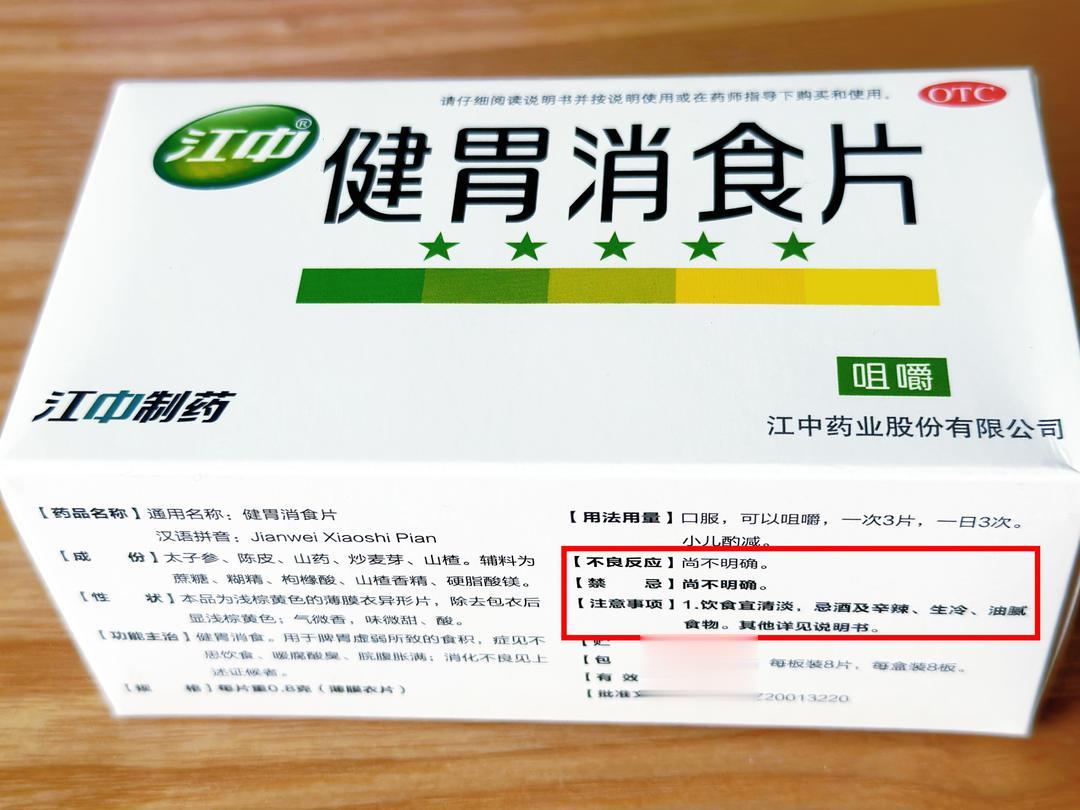 请仔细阅读说明书并按说明使用或在药师指导下购买和使用。
OTC
江中®
健胃消食片
咀嚼
江中制药
江中药业股份有限公司
【药品名称】通用名称：健胃消食片
汉语拼音：Jianwei Xiaoshi Pian
【成 份】太子参、陈皮、山药、炒麦芽、山楂。辅料为
蔗糖、糊精、枸橼酸、山楂香精、硬脂酸镁。
【性 状】本品为浅棕黄色的薄膜衣异形片，除去包衣后
显浅棕黄色；气微香，味微甜、酸。
【功能主治】健胃消食。用于脾胃虚弱所致的食积，症见不
思饮食、嗳腐酸臭、脘腹胀满；消化不良见上
述证候者。
【规 格】每片重0.8克（薄膜衣片）
【用法用量】口服，可以咀嚼，一次3片，一日3次。
小儿酌减。
【不良反应】尚不明确。
【禁 忌】尚不明确。
【注意事项】1.饮食宜清淡，忌酒及辛辣、生冷、油腻
食物。其他详见说明书。
【贮
【包 每板装8片，每盒装8板。
【有 效
【批准文 Z20013220